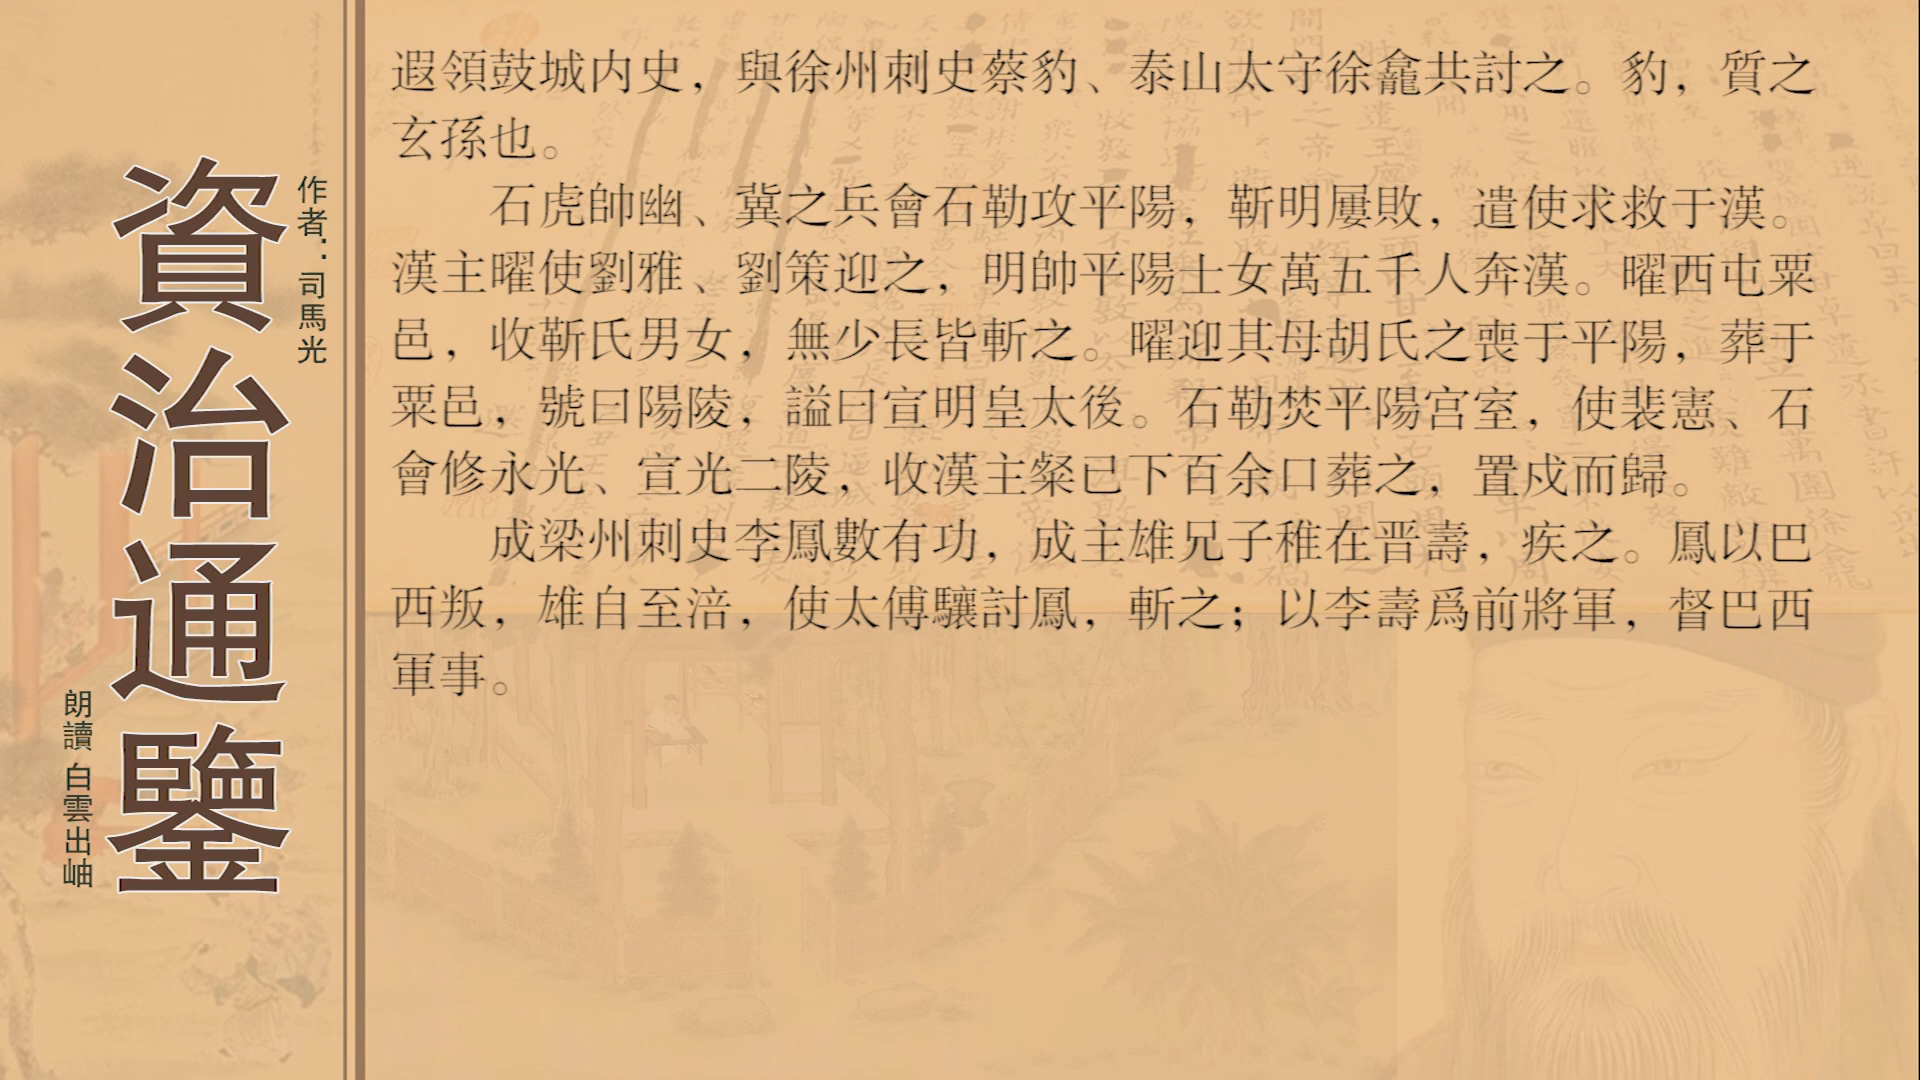 資治通鑒
作者：司馬光
朗讀 白雲出岫
遐領鼓城内史，與徐州刺史蔡豹、泰山太守徐龕共討之。豹，質之
玄孫也。
石虎帥幽、冀之兵會石勒攻平陽，靳明屢敗，遣使求救于漢。
漢主曜使劉雅、劉策迎之，明帥平陽士女萬五千人奔漢。曜西屯粟
邑，收靳氏男女，無少長皆斬之。曜迎其母胡氏之喪于平陽，葬于
粟邑，號曰陽陵，謚曰宣明皇太後。石勒焚平陽宫室，使裴憲、石
會修永光、宣光二陵，收漢主粲已下百余口葬之，置戍而歸。
成梁州刺史李鳳數有功，成主雄兄子稚在晋壽，疾之。鳳以巴
西叛，雄自至涪，使太傅驤討鳳，斬之；以李壽爲前將軍，督巴西
軍事。